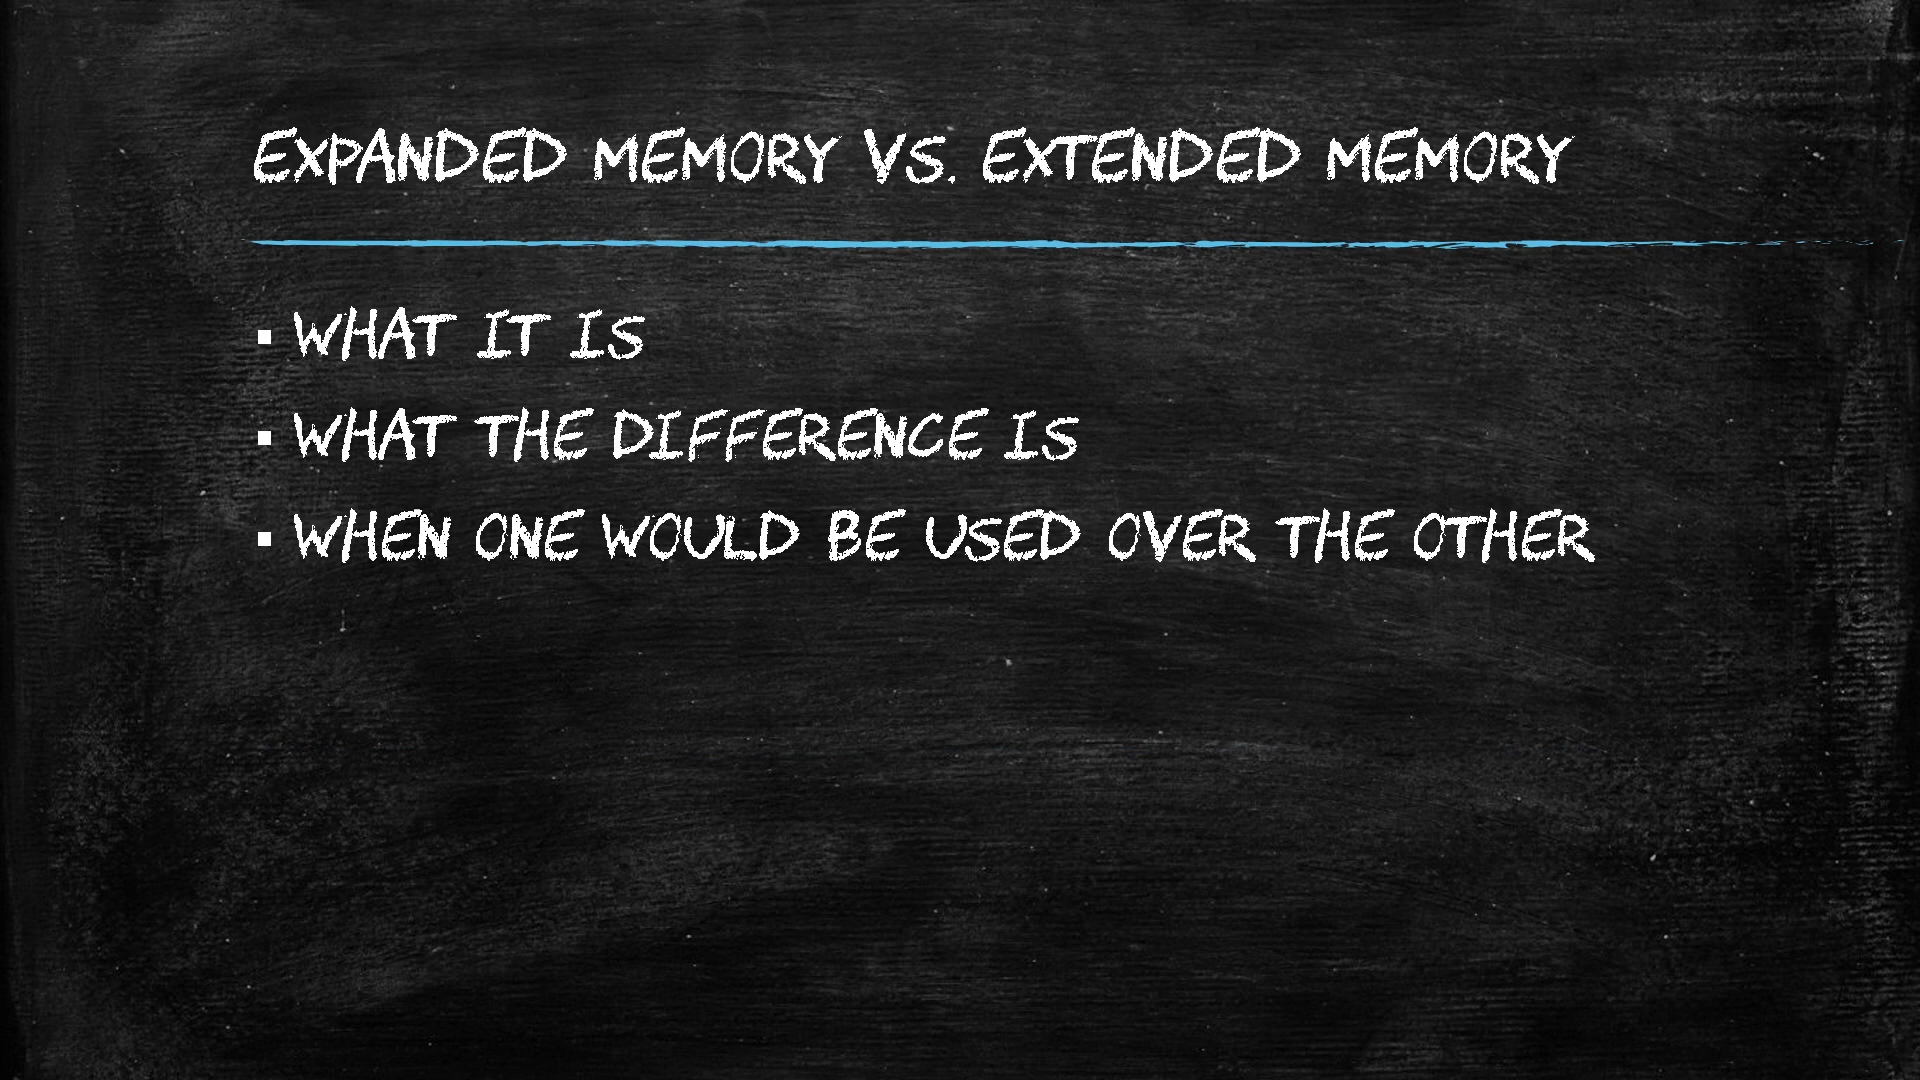 EXPANDED MEMORY VS. EXTENDED MEMORY
▪ WHAT IT IS
▪ WHAT THE DIFFERENCE IS
▪ WHEN ONE WOULD BE USED OVER THE OTHER